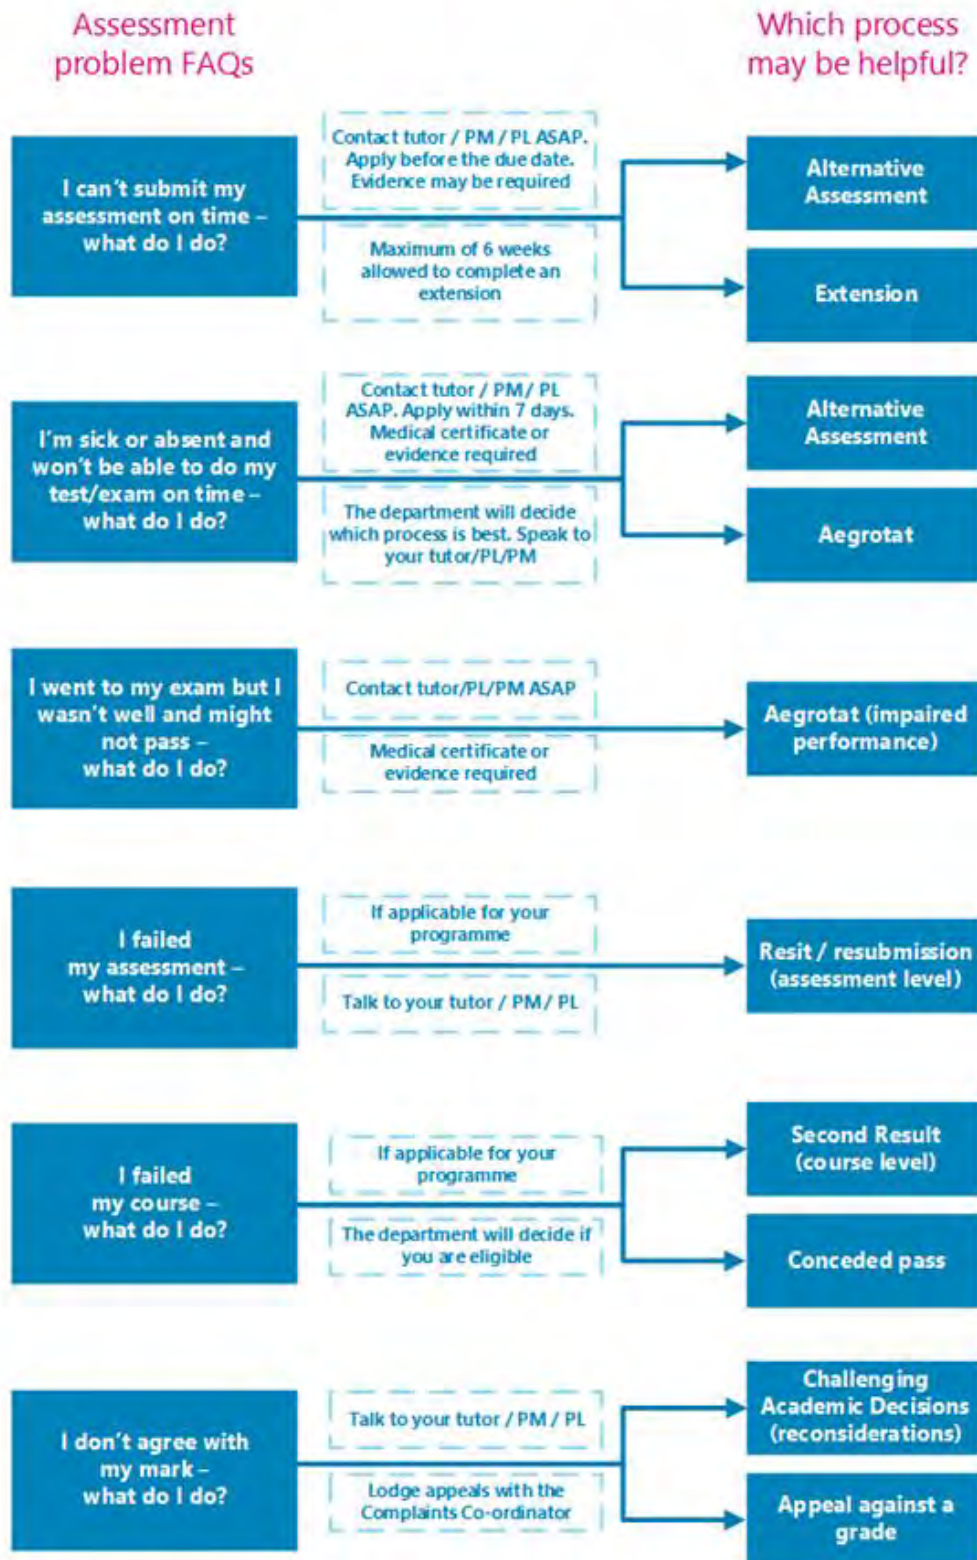 Assessment
problem FAQs
Which process
may be helpful?
I can't submit my
assessment on time –
what do I do?
Contact tutor / PM / PL ASAP.
Apply before the due date.
Evidence may be required
Maximum of 6 weeks
allowed to complete an
extension
Alternative
Assessment
Extension
I'm sick or absent and
won't be able to do my
test/exam on time –
what do I do?
Contact tutor / PM / PL
ASAP. Apply within 7 days.
Medical certificate or
evidence required
The department will decide
which process is best. Speak to
your tutor/PL/PM
Alternative
Assessment
Aegrotat
I went to my exam but I
wasn't well and might
not pass –
what do I do?
Contact tutor/PL/PM ASAP
Medical certificate or
evidence required
Aegrotat (impaired
performance)
I failed
my assessment –
what do I do?
If applicable for your
programme
Talk to your tutor / PM / PL
Resit / resubmission
(assessment level)
I failed
my course –
what do I do?
If applicable for your
programme
The department will decide if
you are eligible
Second Result
(course level)
Conceded pass
I don't agree with
my mark –
what do I do?
Talk to your tutor / PM / PL
Lodge appeals with the
Complaints Co-ordinator
Challenging
Academic Decisions
(reconsiderations)
Appeal against a
grade